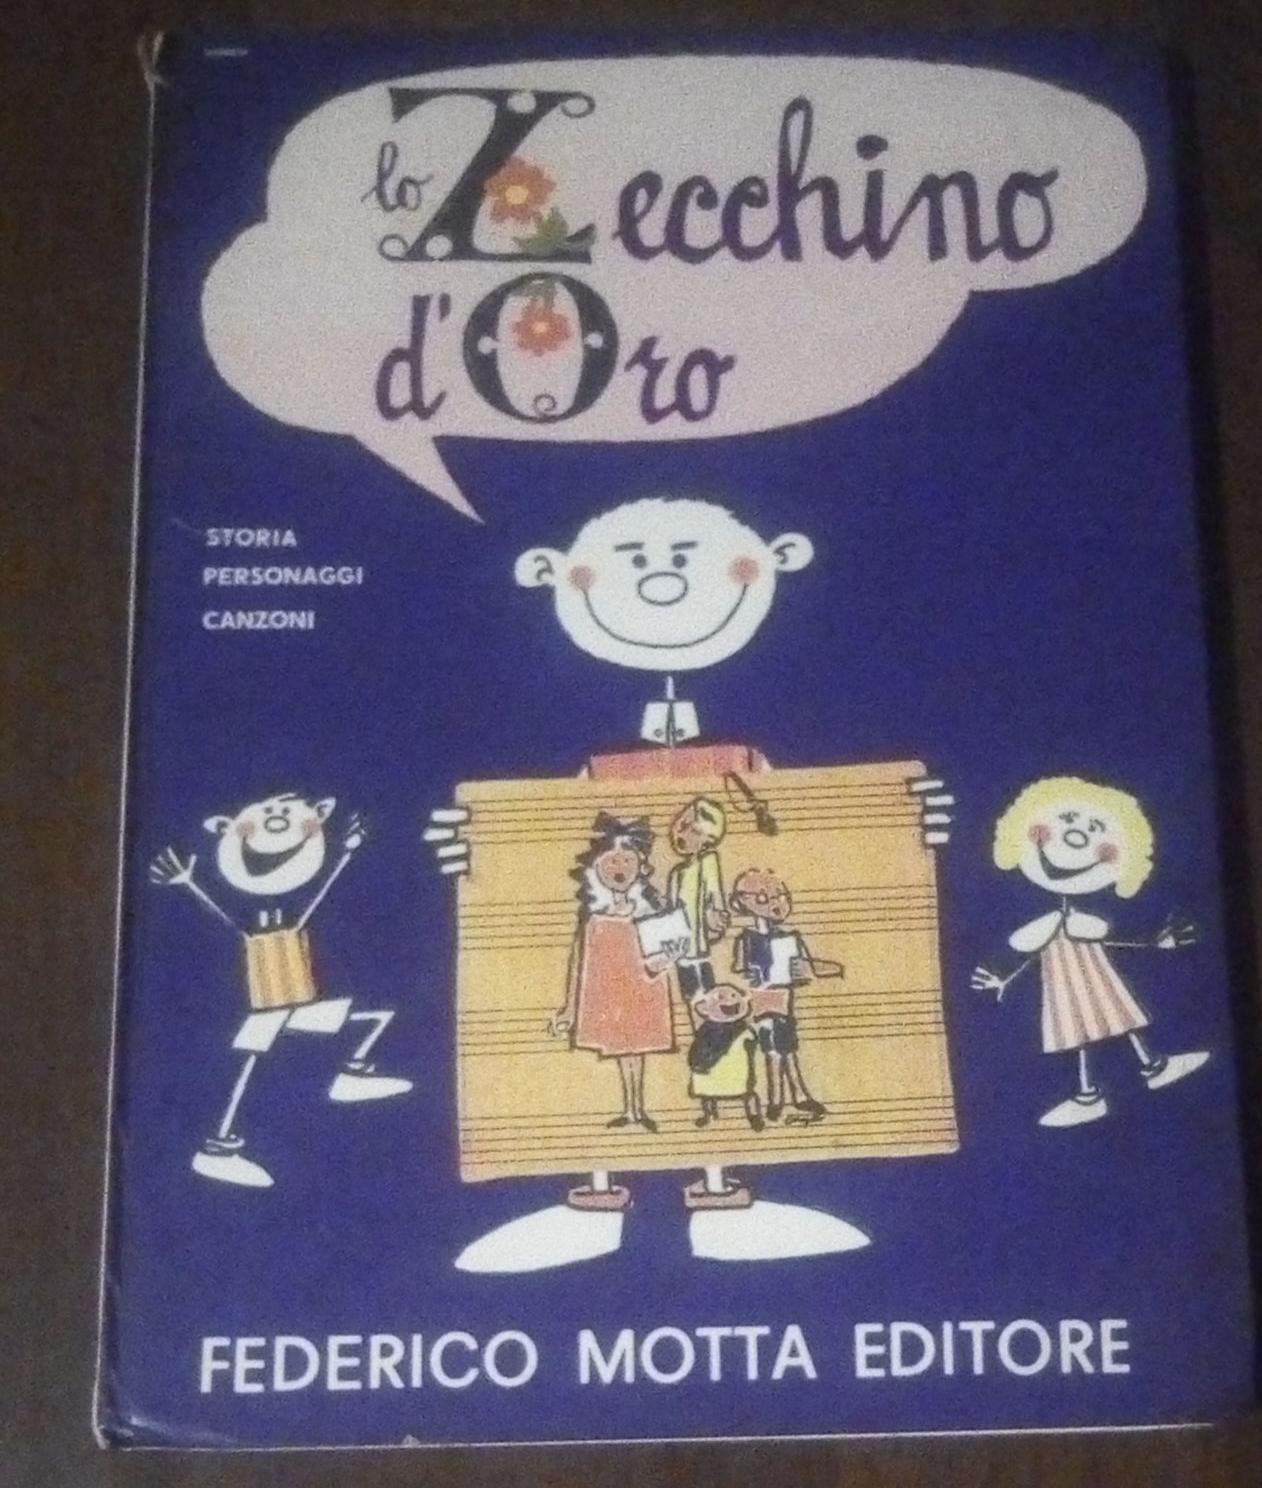 lo Zecchino
d'Oro
STORIA
PERSONAGGI
CANZONI
FEDERICO MOTTA EDITORE